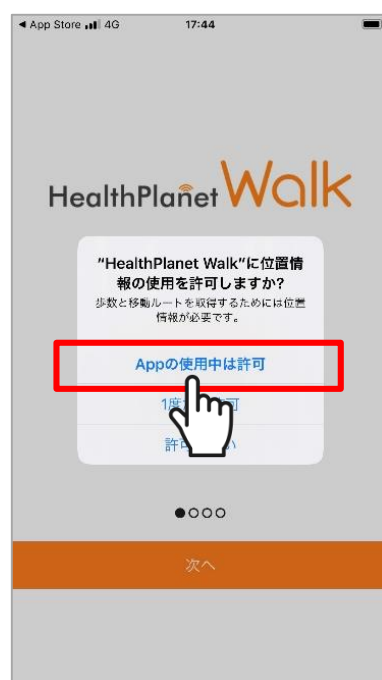 ◀ App Store 4G 17:44
HealthPlanet Walk
"HealthPlanet Walk"に位置情
報の使用を許可しますか?
歩数と移動ルートを取得するためには位置
情報が必要です。
Appの使用中は許可
1度
許
次へ